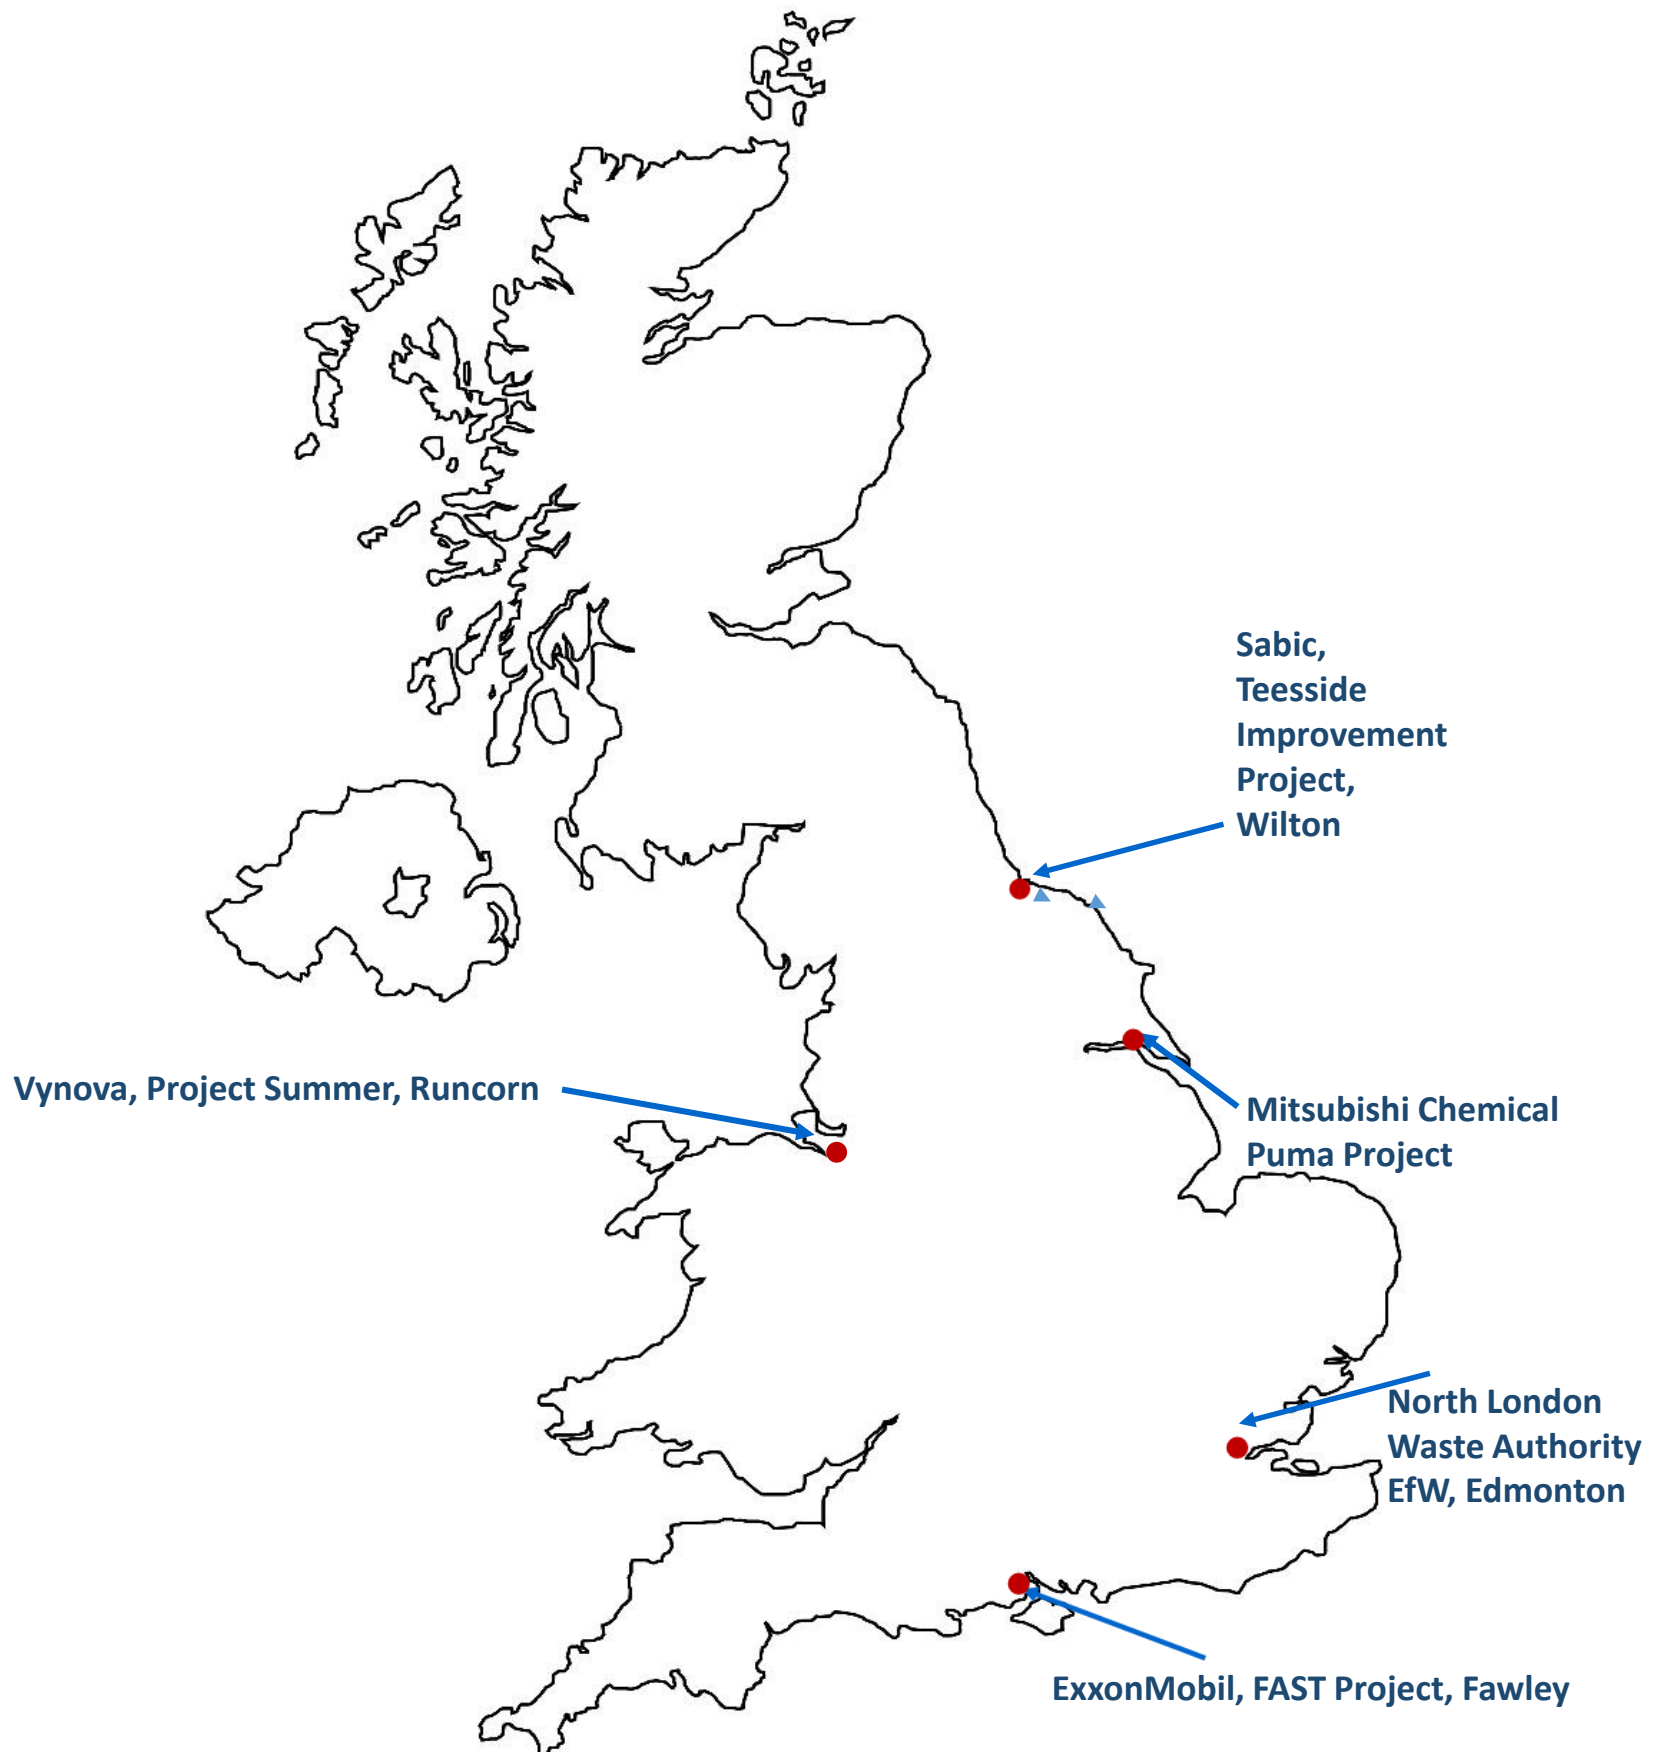 Sabic,
Teesside
Improvement
Project,
Wilton
Vynova, Project Summer, Runcorn
Mitsubishi Chemical
Puma Project
North London
Waste Authority
EfW, Edmonton
ExxonMobil, FAST Project, Fawley